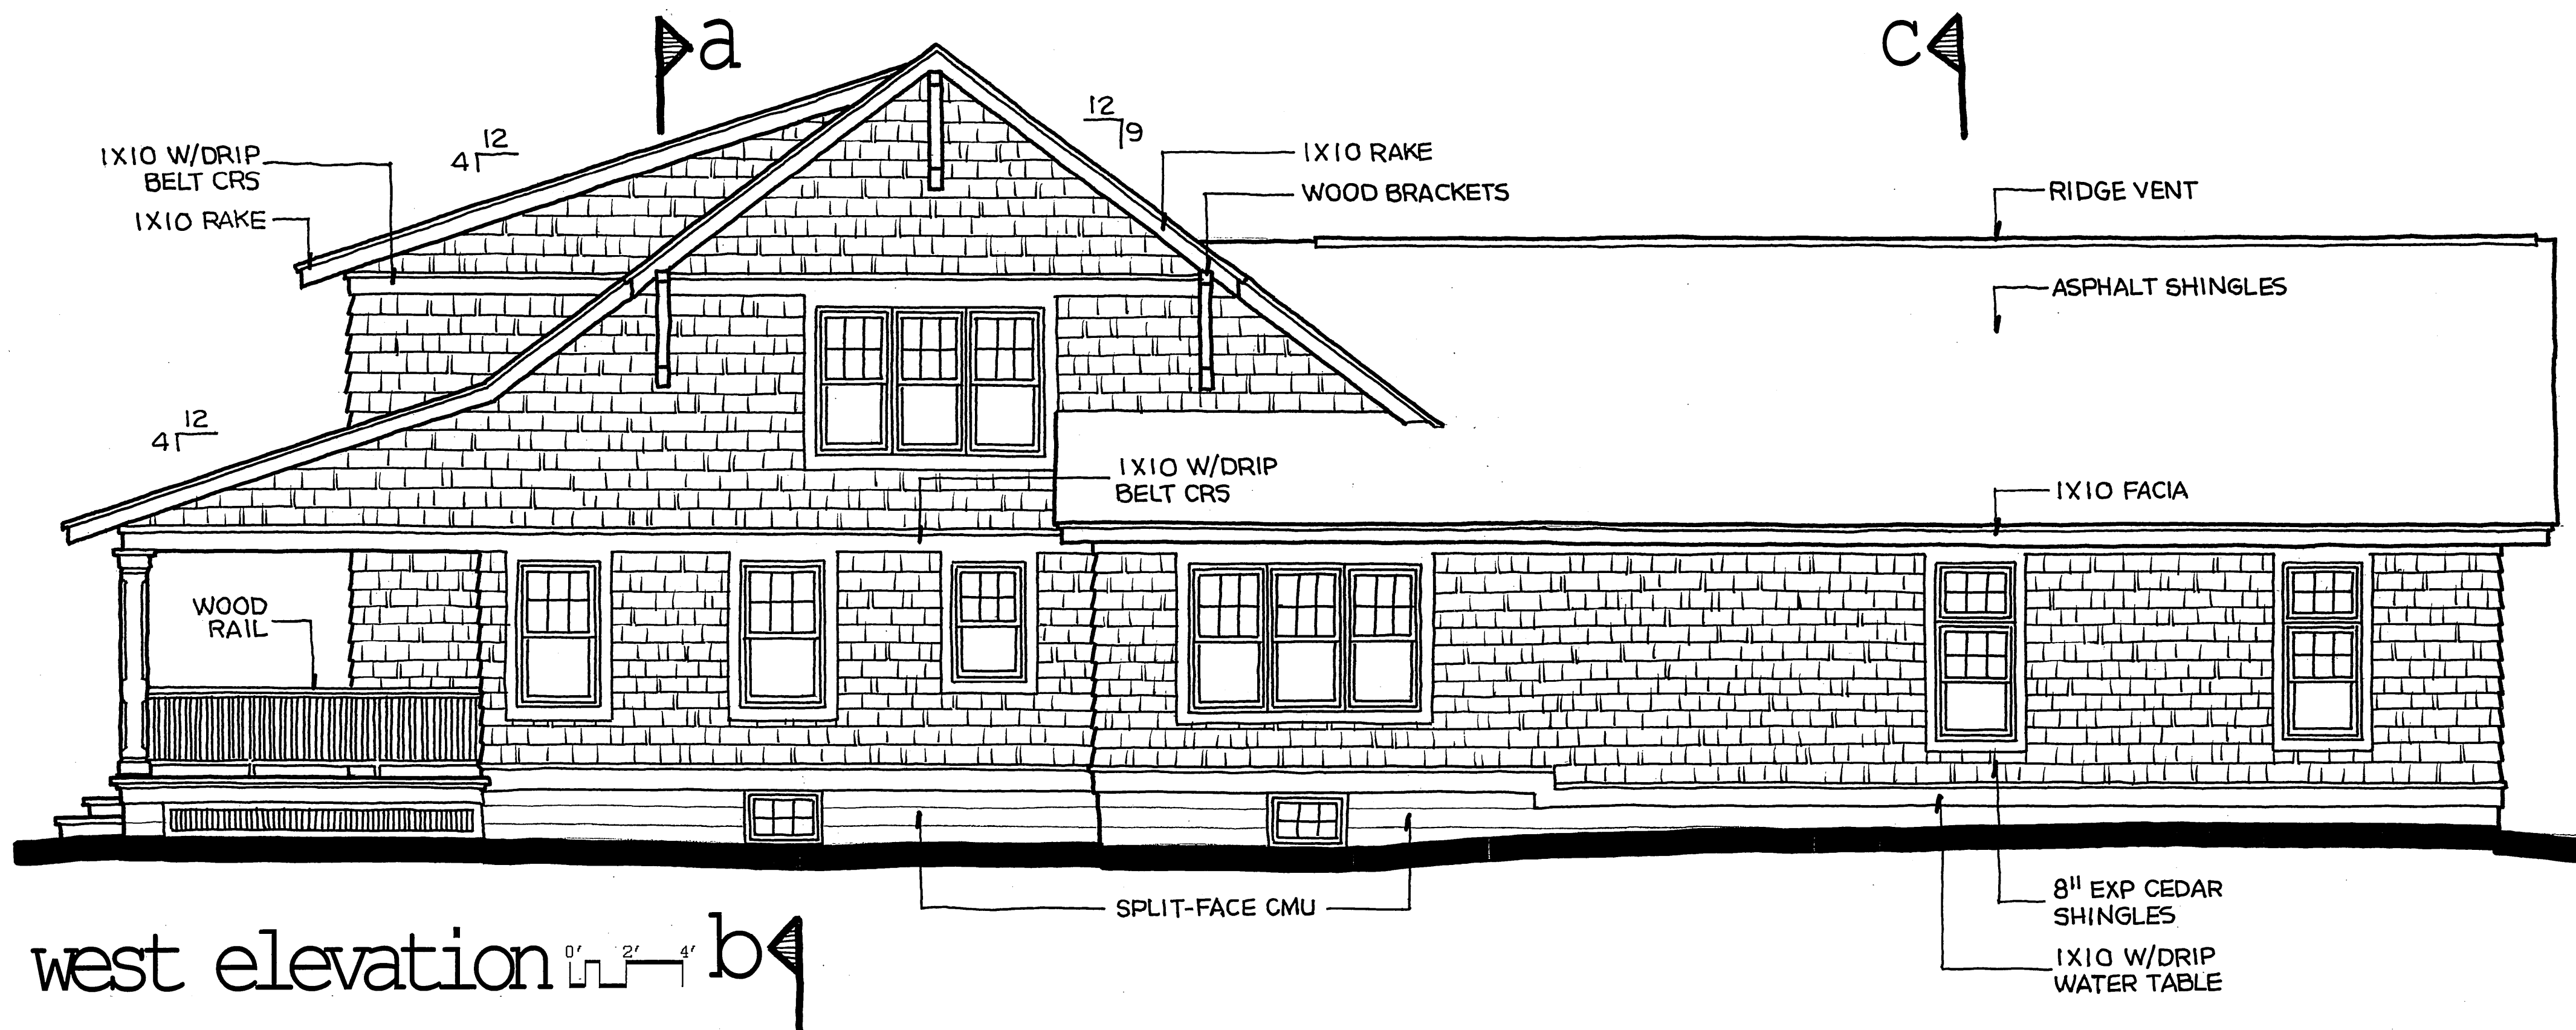 a
c
12
4
12
9
1X10 W/DRIP
BELT CRS
1X10 RAKE
1X10 RAKE
WOOD BRACKETS
RIDGE VENT
ASPHALT SHINGLES
12
4
1X10 W/DRIP
BELT CRS
1X10 FACIA
WOOD
RAIL
SPLIT-FACE CMU
8" EXP CEDAR
SHINGLES
1X10 W/DRIP
WATER TABLE
west elevation
0' 2' 4'
b